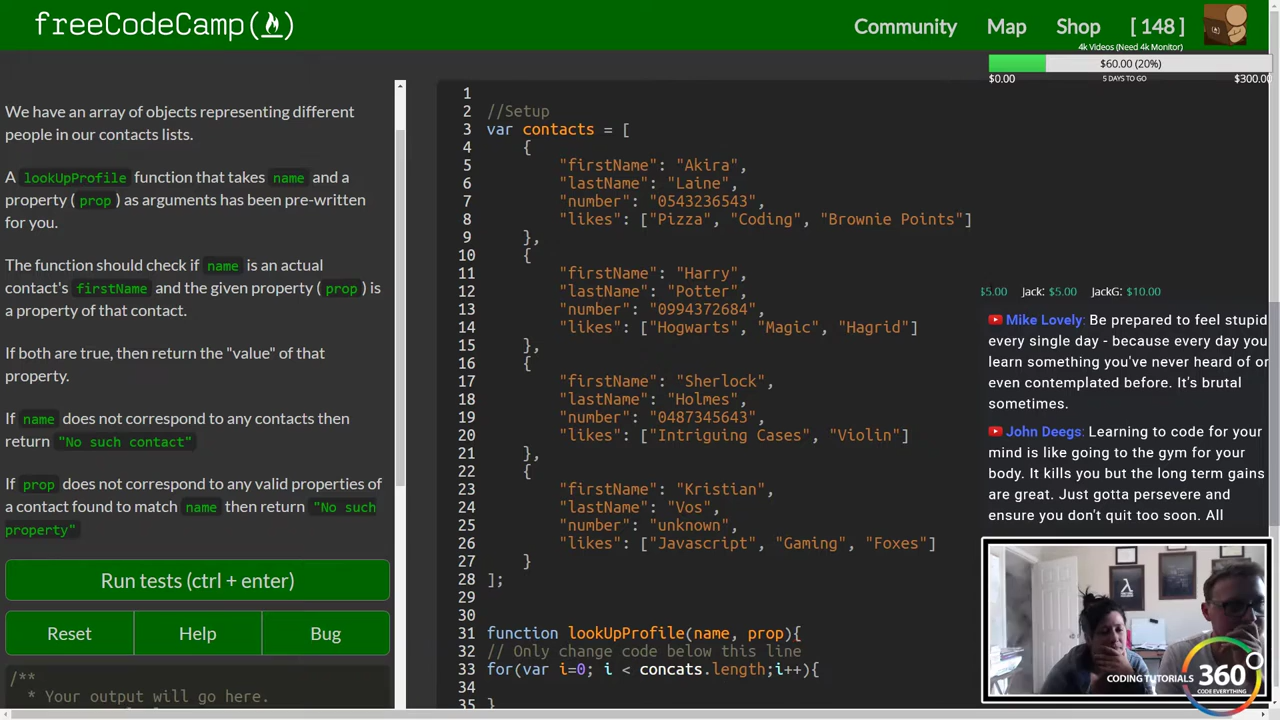 freeCodeCamp
Community
Map
Shop
[ 148 ]
4k Videos (Need 4k Monitor)
$60.00 (20%)
$0.00
5 DAYS TO GO
$300.00
We have an array of objects representing different
people in our contacts lists.
A lookUpProfile function that takes name and a
property ( prop ) as arguments has been pre-written
for you.
The function should check if name is an actual
contact's firstName and the given property ( prop ) is
a property of that contact.
If both are true, then return the "value" of that
property.
If name does not correspond to any contacts then
return "No such contact"
If prop does not correspond to any valid properties of
a contact found to match name then return "No such
property"
Run tests (ctrl + enter)
Reset
Help
Bug
/**
* Your output will go here.
1
2 //Setup
3 var contacts = [
4 {
5 "firstName": "Akira",
6 "lastName": "Laine",
7 "number": "0543236543",
8 "likes": ["Pizza", "Coding", "Brownie Points"]
9 },
10 {
11 "firstName": "Harry",
12 "lastName": "Potter",
13 "number": "0994372684",
14 "likes": ["Hogwarts", "Magic", "Hagrid"]
15 },
16 {
17 "firstName": "Sherlock",
18 "lastName": "Holmes",
19 "number": "0487345643",
20 "likes": ["Intriguing Cases", "Violin"]
21 },
22 {
23 "firstName": "Kristian",
24 "lastName": "Vos",
25 "number": "unknown",
26 "likes": ["Javascript", "Gaming", "Foxes"]
27 }
28 ];
29
30
31 function lookUpProfile(name, prop){
32 // Only change code below this line
33 for(var i=0; i < concats.length;i++){
34
35 }
$5.00 Jack: $5.00 JackG: $10.00
Mike Lovely: Be prepared to feel stupid
every single day - because every day you
learn something you've never heard of or
even contemplated before. It's brutal
sometimes.
John Deegs: Learning to code for your
mind is like going to the gym for your
body. It kills you but the long term gains
are great. Just gotta persevere and
ensure you don't quit too soon. All
CODING TUTORIALS 360°
CODE EVERYTHING